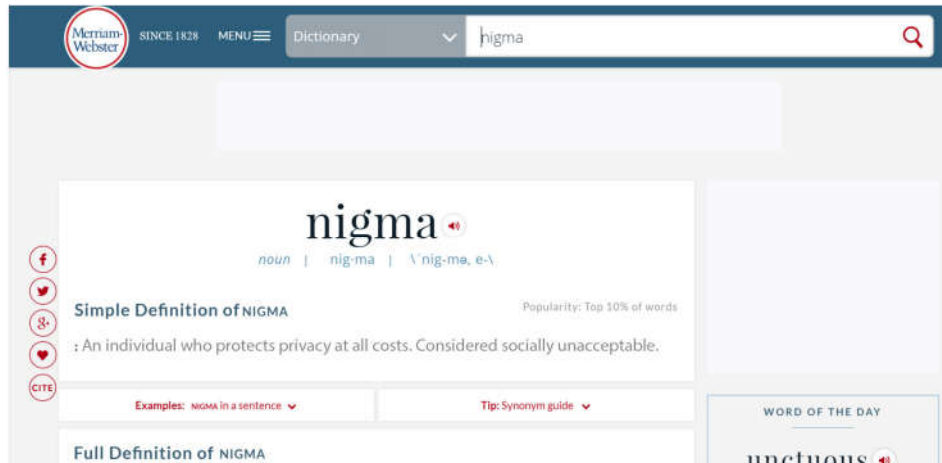 Merriam-
Webster
SINCE 1828 MENU
Dictionary
nigma
nigma
noun | nig·ma | \ˈnig-mə, e-\
Simple Definition of NIGMA
Popularity: Top 10% of words
: An individual who protects privacy at all costs. Considered socially unacceptable.
CITE
Examples: NIGMA in a sentence
Tip: Synonym guide
WORD OF THE DAY
Full Definition of NIGMA
unctuous